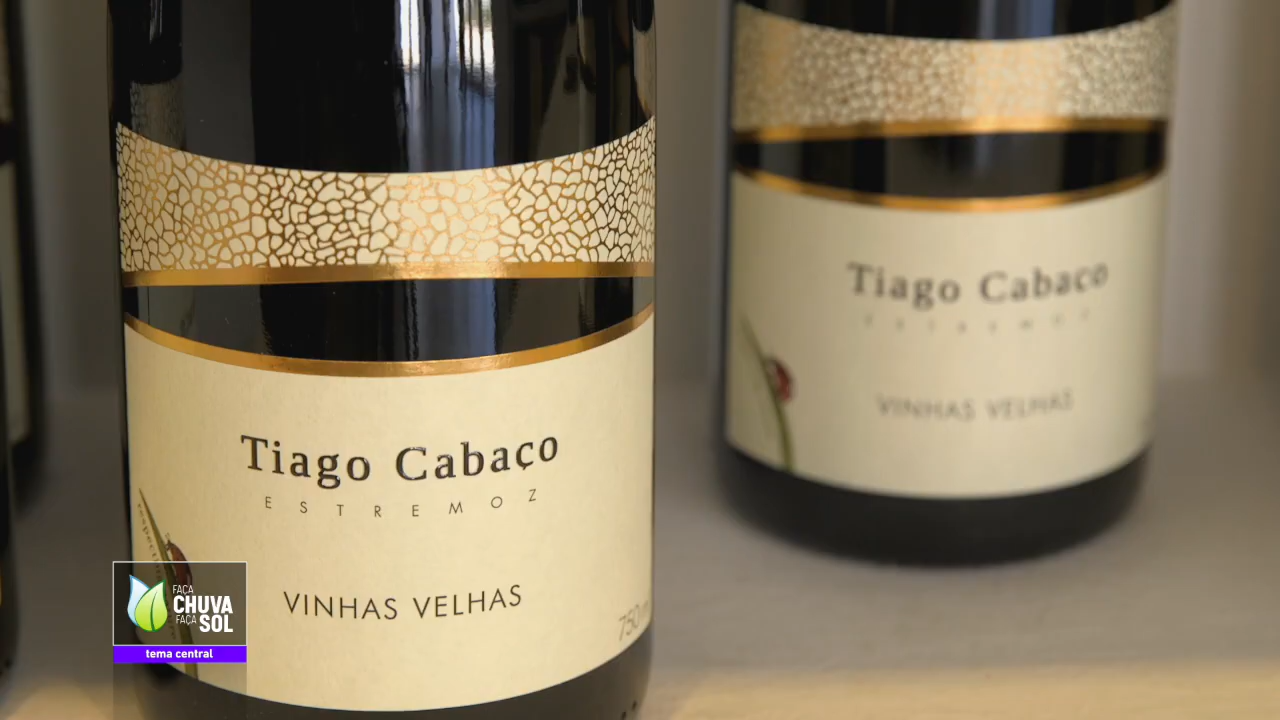 Tiago Cabaço
ESTREMOZ
VINHAS VELHAS
750
Tiago Cabaço
ESTREMOZ
VINHAS VELHAS
FAÇA
CHUVA
FAÇA SOL
tema central